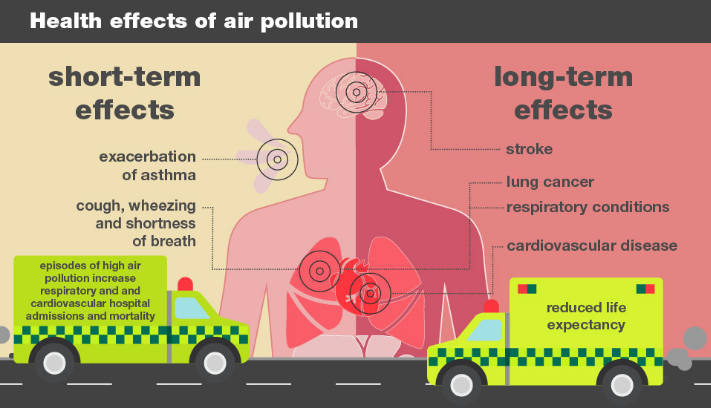 Health effects of air pollution
short-term
effects
exacerbation
of asthma
cough, wheezing
and shortness
of breath
episodes of high air
pollution increase
respiratory and and
cardiovascular hospital
admissions and mortality
long-term
effects
stroke
lung cancer
respiratory conditions
cardiovascular disease
reduced life
expectancy